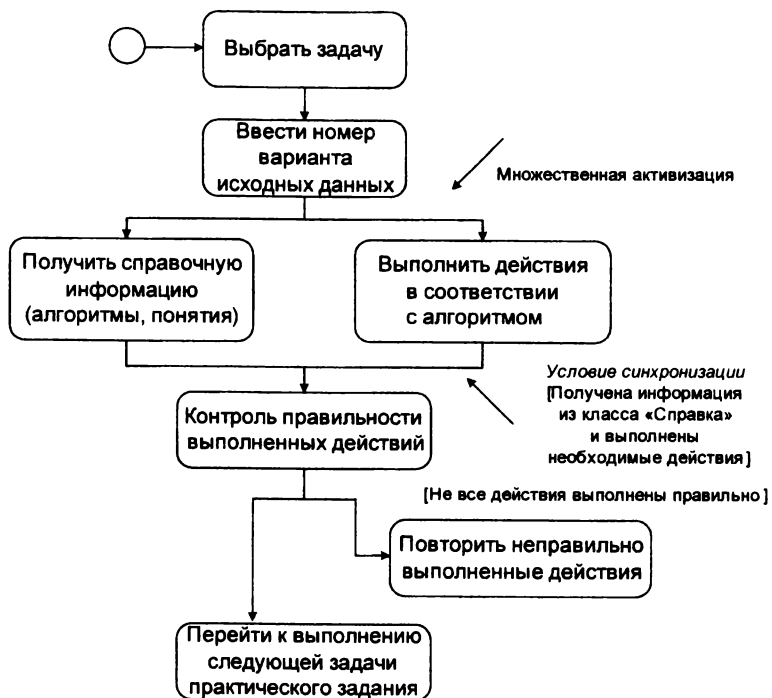 Выбрать задачу
Ввести номер
варианта
исходных данных
Множественная активизация
Получить справочную
информацию
(алгоритмы, понятия)
Выполнить действия
в соответствии
с алгоритмом
Условие синхронизации
[Получена информация
из класса «Справка»
и выполнены
необходимые действия]
Контроль правильности
выполненных действий
[Не все действия выполнены правильно]
Повторить неправильно
выполненные действия
Перейти к выполнению
следующей задачи
практического задания